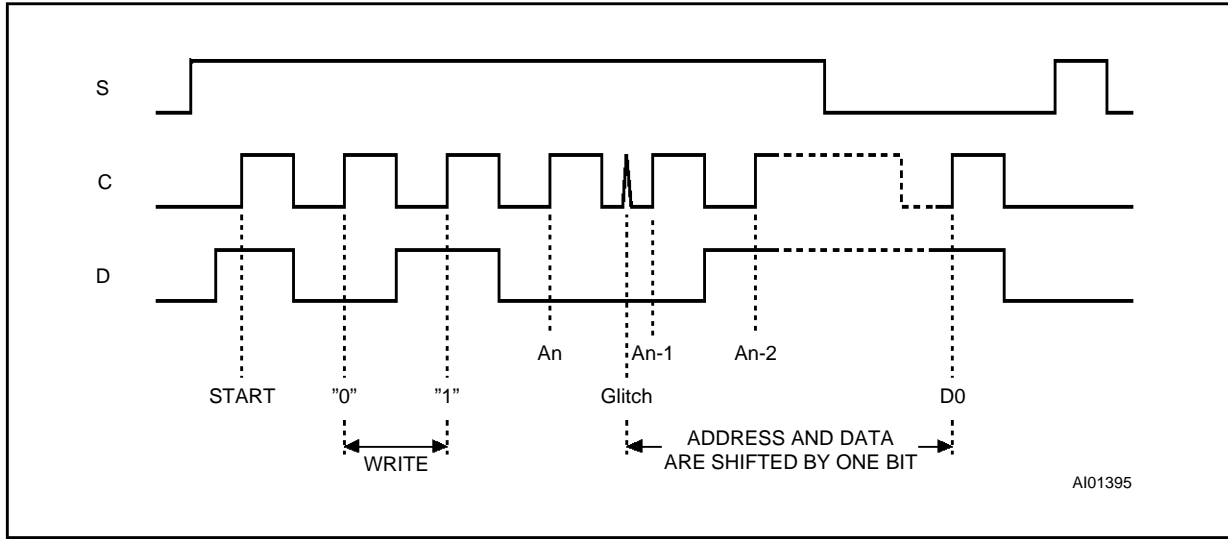 S
C
D
An An-1 An-2
START ”0” ”1” Glitch D0
WRITE
ADDRESS AND DATA
ARE SHIFTED BY ONE BIT
AI01395